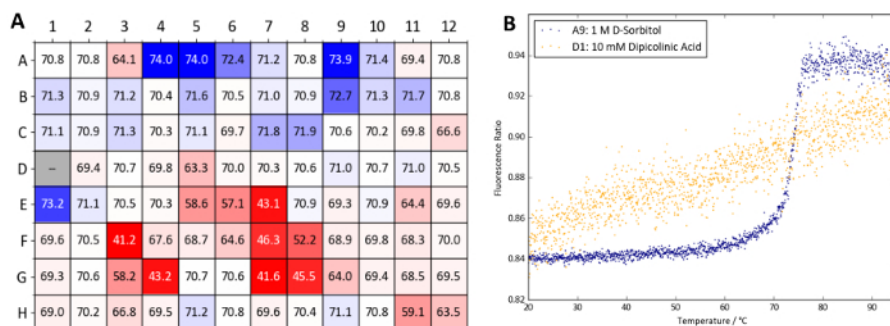 A
1 2 3 4 5 6 7 8 9 10 11 12
A 70.8 70.8 64.1 74.0 74.0 72.4 71.2 70.8 73.9 71.4 69.4 70.8
B 71.3 70.9 71.2 70.4 71.6 70.5 71.0 70.9 72.7 71.3 71.7 70.8
C 71.1 70.9 71.3 70.3 71.1 69.7 71.8 71.9 70.6 70.2 69.8 66.6
D -- 69.4 70.7 69.8 63.3 70.0 70.3 70.6 71.0 70.7 71.0 70.5
E 73.2 71.1 70.5 70.3 58.6 57.1 43.1 70.9 69.3 70.9 64.4 69.6
F 69.6 70.5 41.2 67.6 68.7 64.6 46.3 52.2 68.9 69.8 68.3 70.0
G 69.3 70.6 58.2 43.2 70.7 70.6 41.6 45.5 64.0 69.4 68.5 69.5
H 69.0 70.2 66.8 69.5 71.2 70.8 69.6 70.4 71.1 70.8 59.1 63.5
B
A9: 1 M D-Sorbitol
D1: 10 mM Dipicolinic Acid
Fluorescence Ratio
0.94
0.92
0.90
0.88
0.86
0.84
0.82
20 30 40 50 60 70 80 90
Temperature / °C